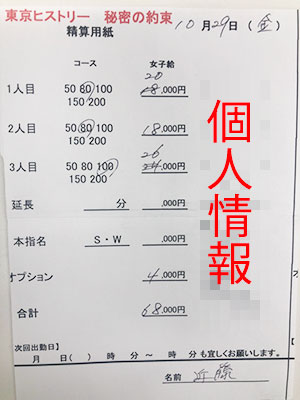 東京ヒストリー 秘密の約束
10月29日(金)
精算用紙
コース 女子給
1人目 50 80 100 20 ,000円
150 200
2人目 50 80 100 18,000円
150 200
3人目 50 80 100 26 ,000円
150 200
延長 分 ,000円
本指名 S・W ,000円
オプション 4,000円
合計 68,000円
次回出勤日】
月 日( ) 時 分〜 時 分も宜しくお願いします。
名前 近藤
個人情報